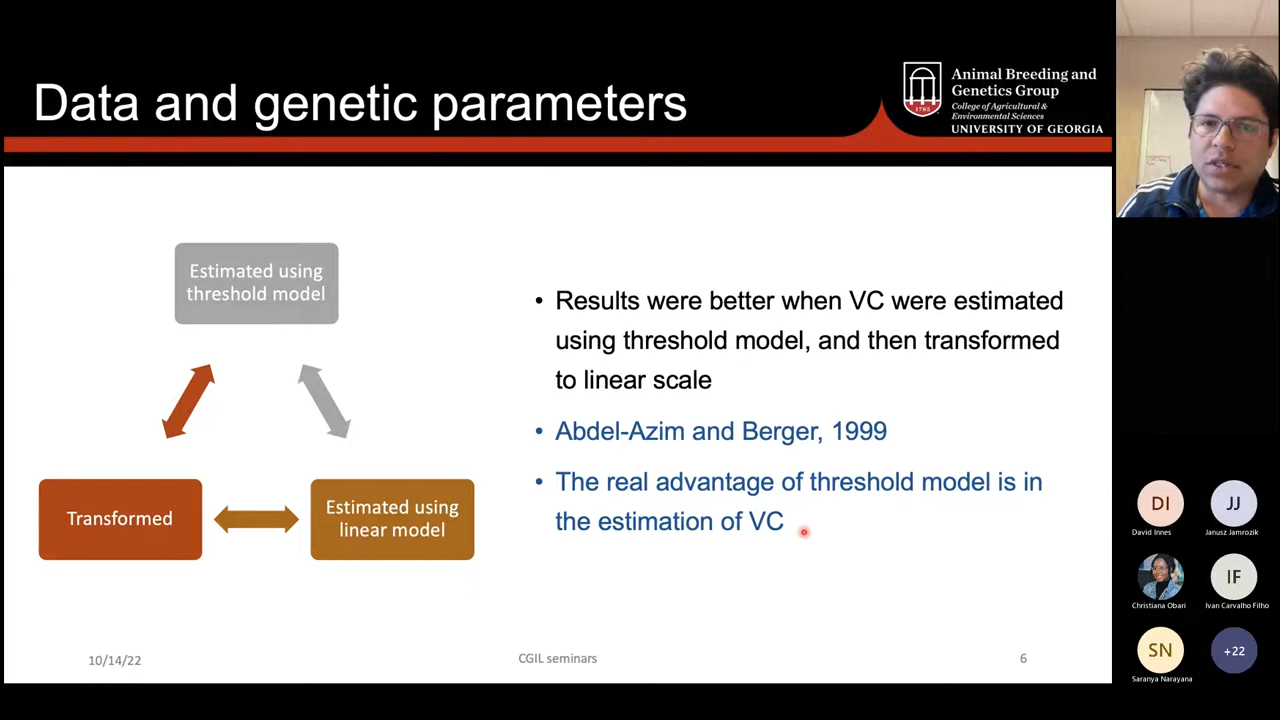 Data and genetic parameters
1785
Animal Breeding and
Genetics Group
College of Agricultural &
Environmental Sciences
UNIVERSITY OF GEORGIA
Estimated using
threshold model
Transformed
Estimated using
linear model
• Results were better when VC were estimated
using threshold model, and then transformed
to linear scale
• Abdel-Azim and Berger, 1999
• The real advantage of threshold model is in
the estimation of VC
10/14/22
CGIL seminars
6
DI
David Innes
JJ
Janusz Jamrozik
Christiana Obari
IF
Ivan Carvalho Filho
SN
Saranya Narayana
+22